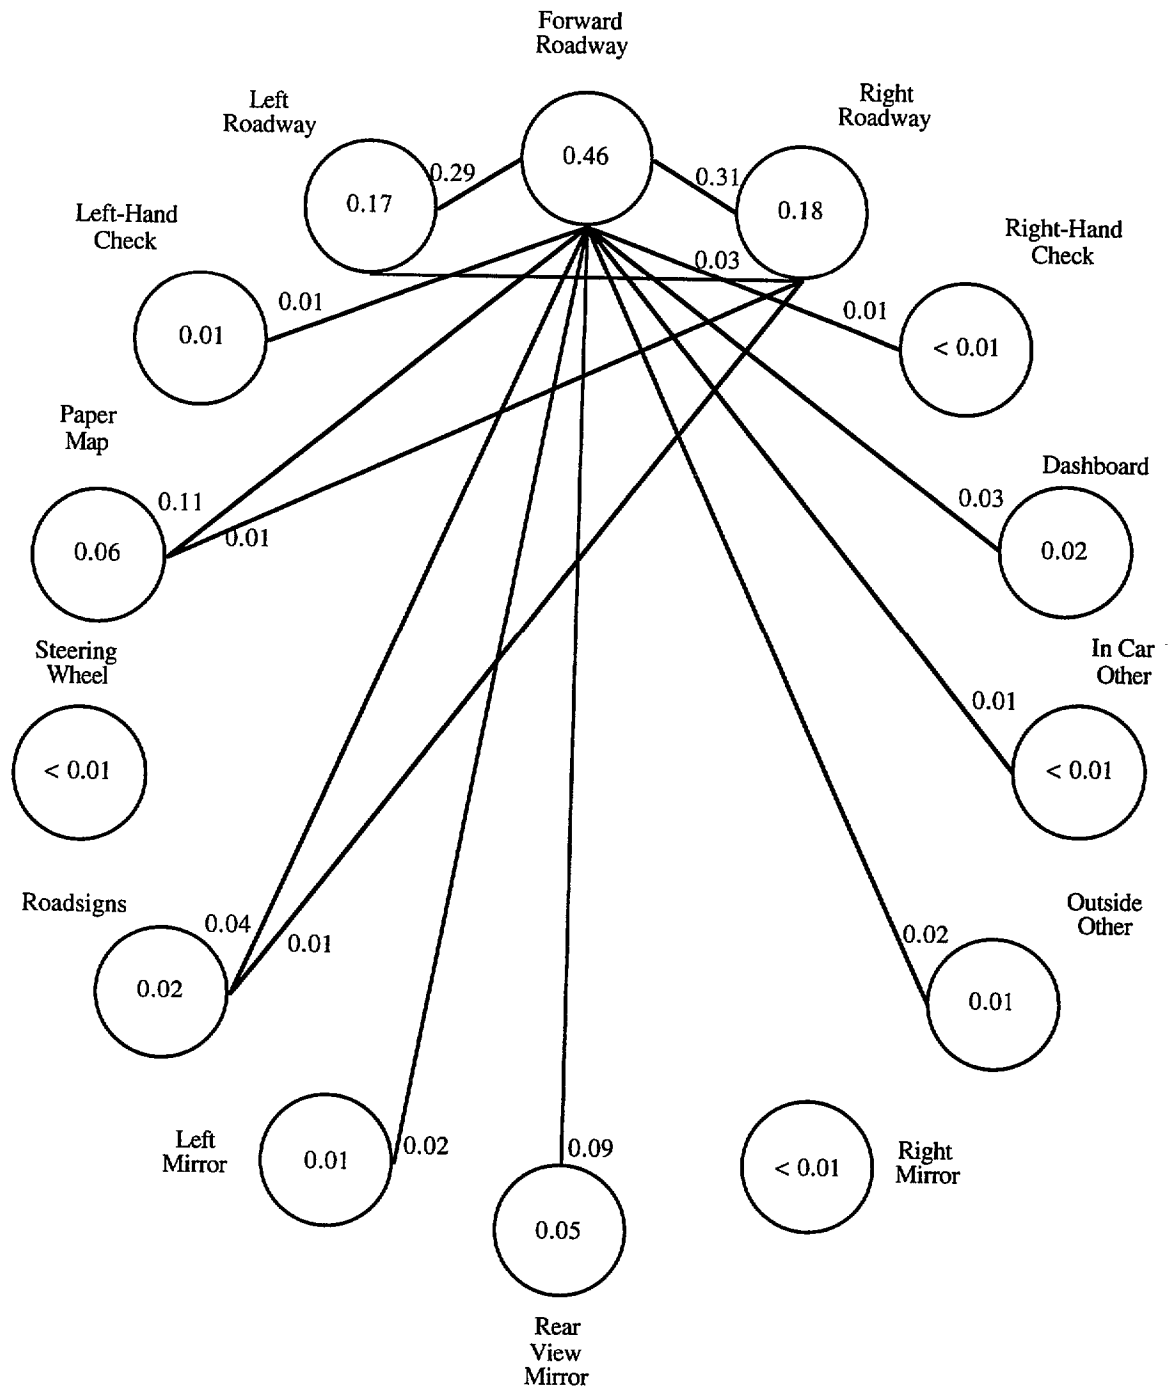 Forward
Roadway
Left
Roadway
Right
Roadway
0.46
0.29
0.31
0.17
0.18
Left-Hand
Check
Right-Hand
Check
0.03
0.01
0.01
0.01
< 0.01
Paper
Map
Dashboard
0.11
0.03
0.01
0.06
0.02
Steering
Wheel
In Car
Other
0.01
< 0.01
< 0.01
Roadsigns
Outside
Other
0.04
0.01
0.02
0.02
0.01
Left
Mirror
0.01
0.02
0.09
< 0.01
Right
Mirror
0.05
Rear
View
Mirror